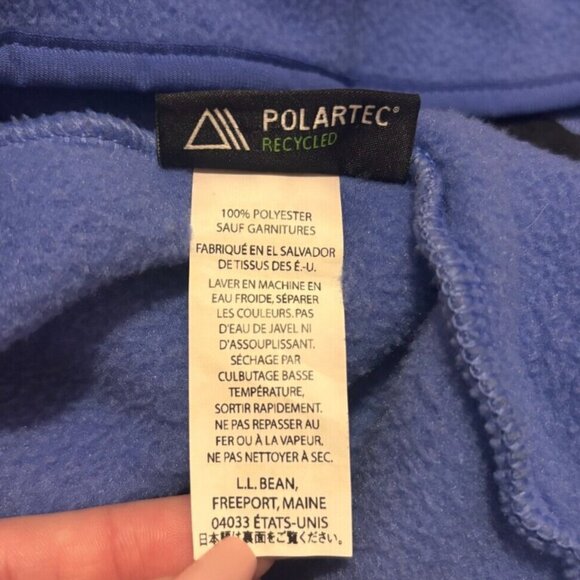 POLARTEC®
RECYCLED
100% POLYESTER
SAUF GARNITURES
FABRIQUÉ EN EL SALVADOR
DE TISSUS DES É.-U.
LAVER EN MACHINE EN
EAU FROIDE, SÉPARER
LES COULEURS. PAS
D'EAU DE JAVEL NI
D'ASSOUPLISSANT.
SÉCHAGE PAR
CULBUTAGE BASSE
TEMPÉRATURE,
SORTIR RAPIDEMENT.
NE PAS REPASSER AU
FER OU À LA VAPEUR.
NE PAS NETTOYER À SEC.
L.L. BEAN,
FREEPORT, MAINE
04033 ÉTATS-UNIS
日本語は裏面をご覧ください。